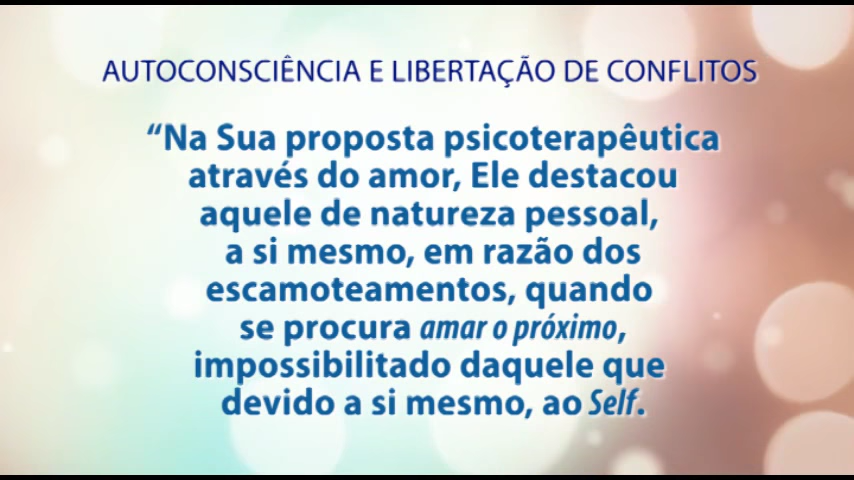 AUTOCONSCIÊNCIA E LIBERTAÇÃO DE CONFLITOS
“Na Sua proposta psicoterapêutica
através do amor, Ele destacou
aquele de natureza pessoal,
a si mesmo, em razão dos
escamoteamentos, quando
se procura amar o próximo,
impossibilitado daquele que
devido a si mesmo, ao Self.